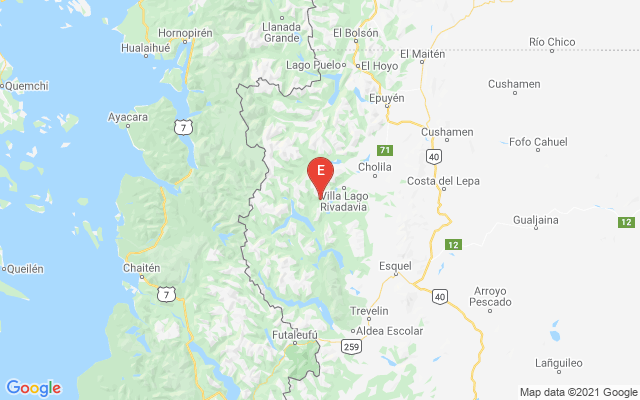 Llanada
Grande
Hornopirén
El Bolsón
Río Chico
Hualaihué
El Maitén
Lago Puelo
El Hoyo
Quemchi
Cushamen
Epuyén
Ayacara
7
Cushamen
71
Fofo Cahuel
40
E
Cholila
Costa del Lepa
Villa Lago
Rivadavia
Gualjaina
12
12
Queilén
Chaitén
Esquel
7
40
Arroyo
Pescado
Trevelin
Aldea Escolar
Futaleufú
259
Lañguileo
Google
Map data ©2021 Google